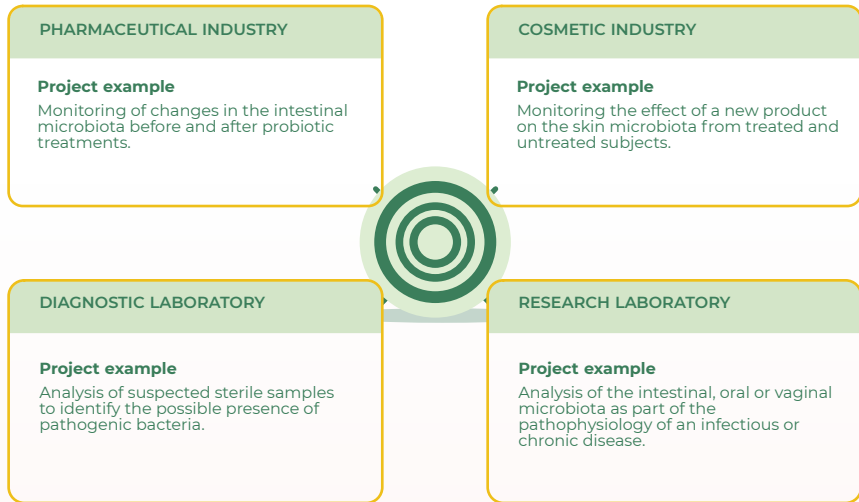 PHARMACEUTICAL INDUSTRY
Project example
Monitoring of changes in the intestinal
microbiota before and after probiotic
treatments.
COSMETIC INDUSTRY
Project example
Monitoring the effect of a new product
on the skin microbiota from treated and
untreated subjects.
DIAGNOSTIC LABORATORY
Project example
Analysis of suspected sterile samples
to identify the possible presence of
pathogenic bacteria.
RESEARCH LABORATORY
Project example
Analysis of the intestinal, oral or vaginal
microbiota as part of the
pathophysiology of an infectious or
chronic disease.